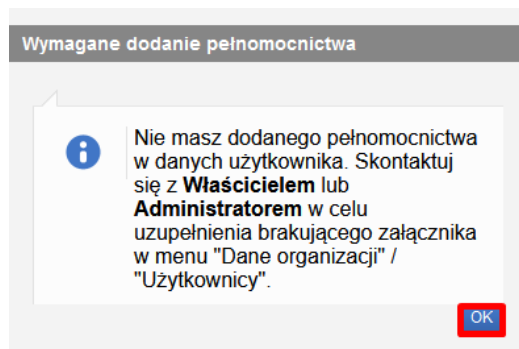 Wymagane dodanie pełnomocnictwa
Nie masz dodanego pełnomocnictwa
w danych użytkownika. Skontaktuj
się z Właścicielem lub
Administratorem w celu
uzupełnienia brakującego załącznika
w menu "Dane organizacji" /
"Użytkownicy".
OK